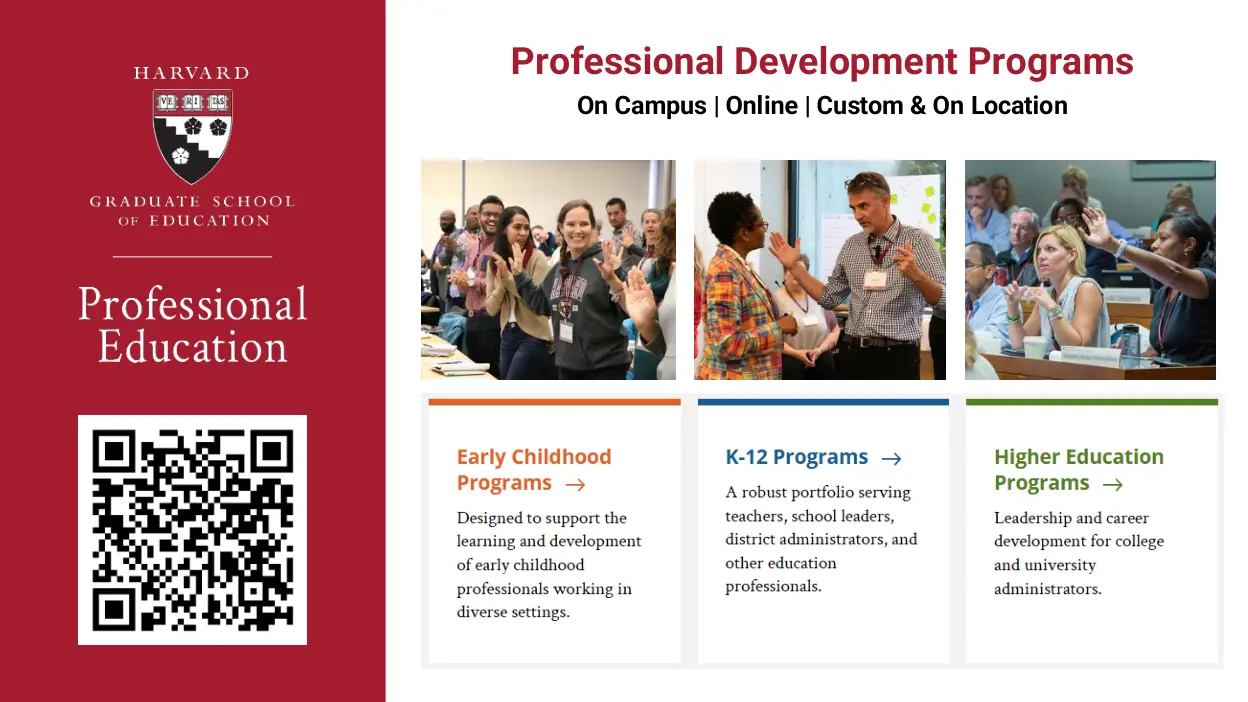 HARVARD
VE RI TAS
GRADUATE SCHOOL
OF EDUCATION
Professional
Education
Professional Development Programs
On Campus | Online | Custom & On Location
Early Childhood
Programs →
Designed to support the
learning and development
of early childhood
professionals working in
diverse settings.
K-12 Programs →
A robust portfolio serving
teachers, school leaders,
district administrators, and
other education
professionals.
Higher Education
Programs →
Leadership and career
development for college
and university
administrators.